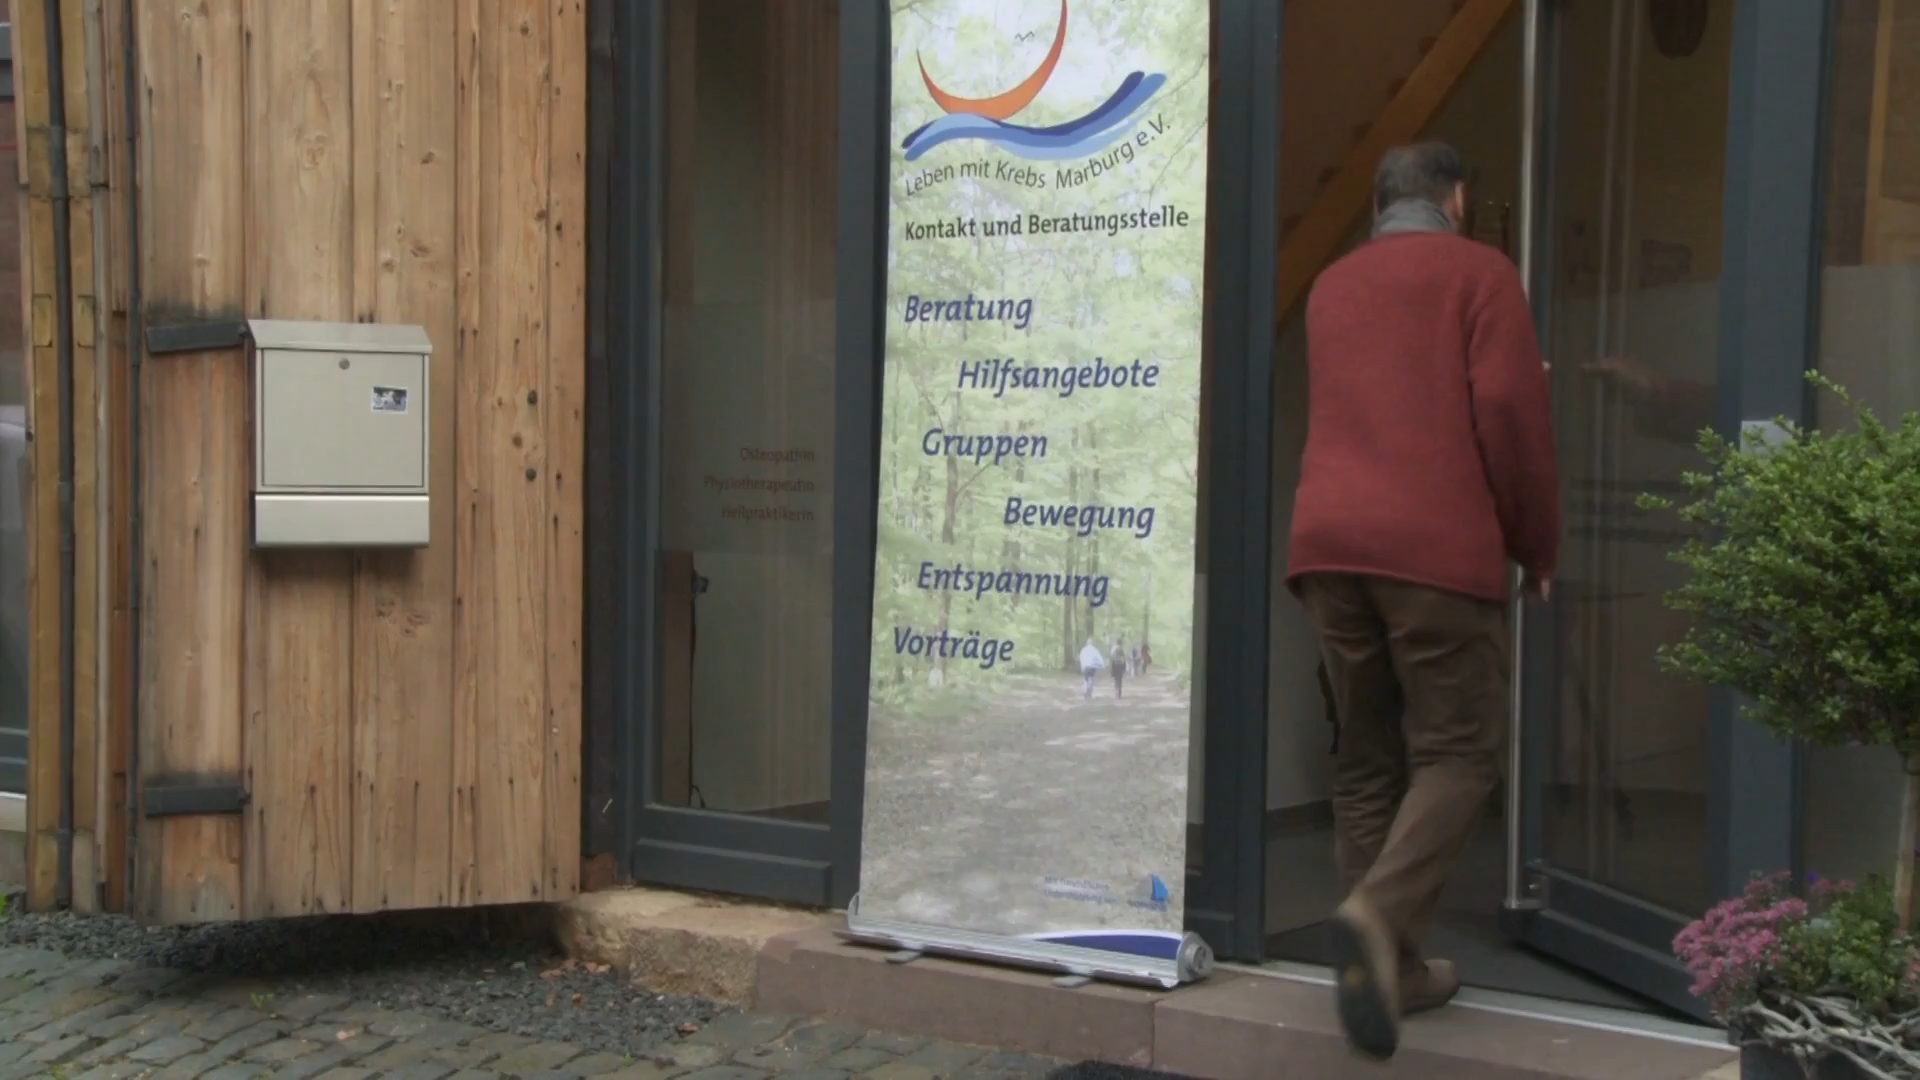 Leben mit Krebs Marburg e.V.
Kontakt und Beratungsstelle
Beratung
Hilfsangebote
Gruppen
Bewegung
Entspannung
Vorträge
Osteopathin
Physiotherapeutin
Heilpraktikerin